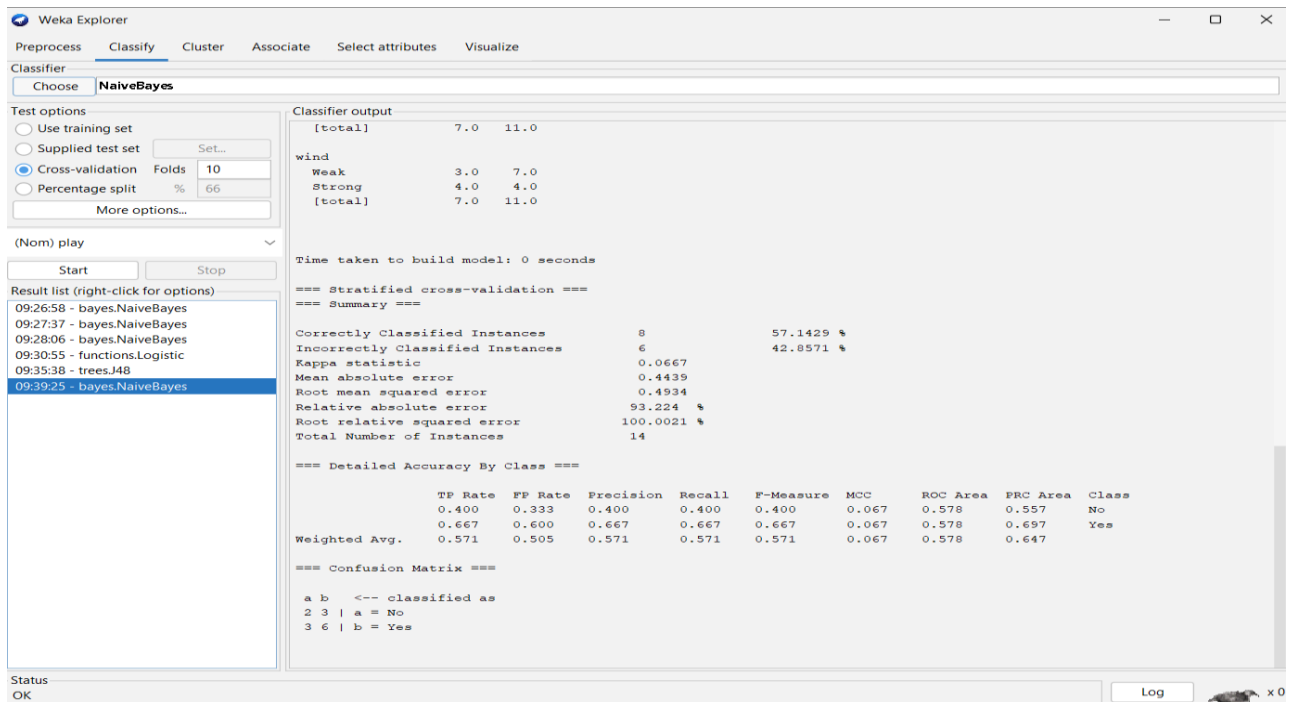 Weka Explorer
Preprocess Classify Cluster Associate Select attributes Visualize
Classifier
Choose NaiveBayes
Test options
Use training set
Supplied test set Set...
Cross-validation Folds 10
Percentage split % 66
More options...
(Nom) play
Start Stop
Result list (right-click for options)
09:26:58 - bayes.NaiveBayes
09:27:37 - bayes.NaiveBayes
09:28:06 - bayes.NaiveBayes
09:30:55 - functions.Logistic
09:35:38 - trees.J48
09:39:25 - bayes.NaiveBayes
Classifier output
[total] 7.0 11.0
wind
Weak 3.0 7.0
Strong 4.0 4.0
[total] 7.0 11.0
Time taken to build model: 0 seconds
=== Stratified cross-validation ===
=== Summary ===
Correctly Classified Instances 8 57.1429 %
Incorrectly Classified Instances 6 42.8571 %
Kappa statistic 0.0667
Mean absolute error 0.4439
Root mean squared error 0.4934
Relative absolute error 93.224 %
Root relative squared error 100.0021 %
Total Number of Instances 14
=== Detailed Accuracy By Class ===
TP Rate FP Rate Precision Recall F-Measure MCC ROC Area PRC Area Class
0.400 0.333 0.400 0.400 0.400 0.067 0.578 0.557 No
0.667 0.600 0.667 0.667 0.667 0.067 0.578 0.697 Yes
Weighted Avg. 0.571 0.505 0.571 0.571 0.571 0.067 0.578 0.647
=== Confusion Matrix ===
a b <-- classified as
2 3 | a = No
3 6 | b = Yes
Status
OK
Log
x 0